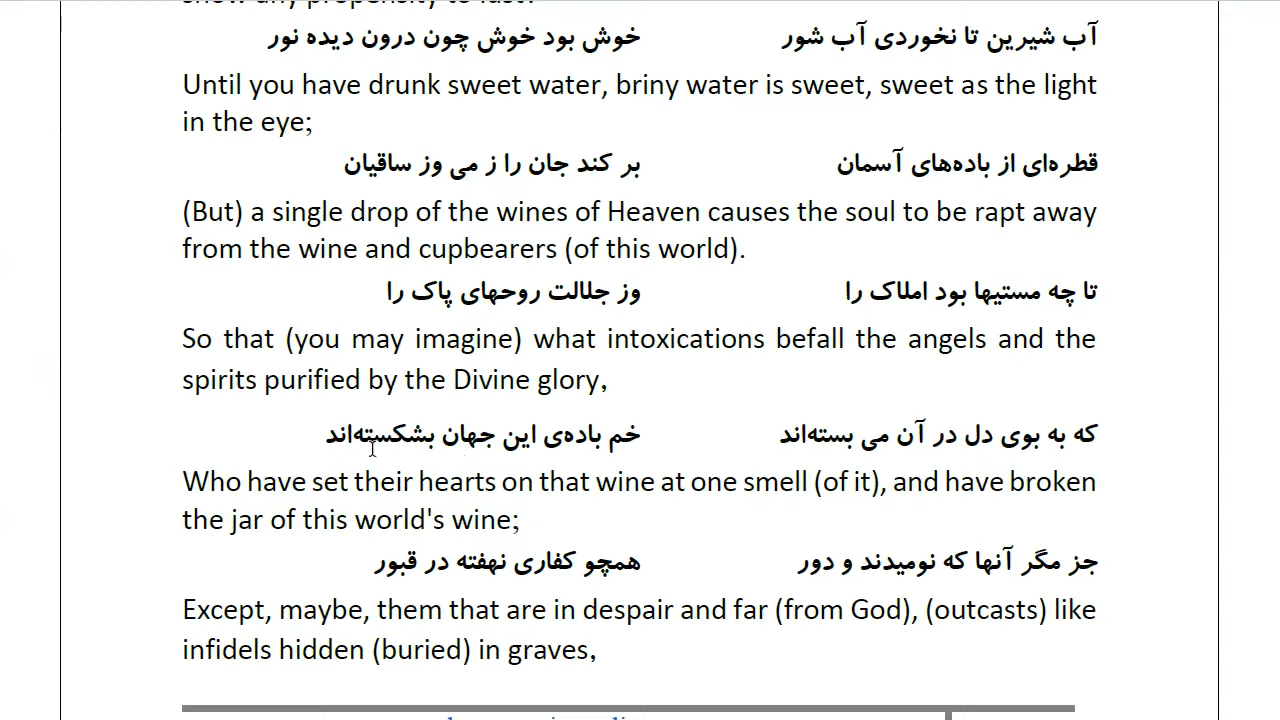 show any propensity to lust?
آب شیرین تا نخوردی آب شور خوش بود خوش چون درون دیده نور
Until you have drunk sweet water, briny water is sweet, sweet as the light
in the eye;
قطره‌ای از باده‌های آسمان بر کند جان را ز می وز ساقیان
(But) a single drop of the wines of Heaven causes the soul to be rapt away
from the wine and cupbearers (of this world).
تا چه مستیها بود املاک را وز جلالت روحهای پاک را
So that (you may imagine) what intoxications befall the angels and the
spirits purified by the Divine glory,
که به بوی دل در آن می بسته‌اند خم باده‌ی این جهان بشکسته‌اند
Who have set their hearts on that wine at one smell (of it), and have broken
the jar of this world's wine;
جز مگر آنها که نومیدند و دور همچو کفاری نهفته در قبور
Except, maybe, them that are in despair and far (from God), (outcasts) like
infidels hidden (buried) in graves,